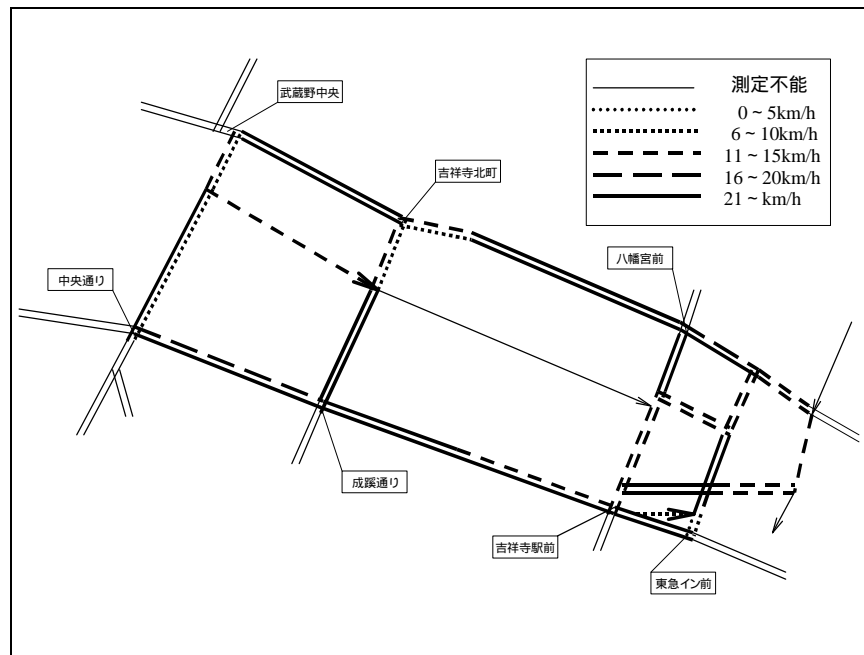 武蔵野中央
測定不能
0～5km/h
6～10km/h
11～15km/h
16～20km/h
21～km/h
吉祥寺北町
八幡宮前
中央通り
成蹊通り
吉祥寺駅前
東急イン前